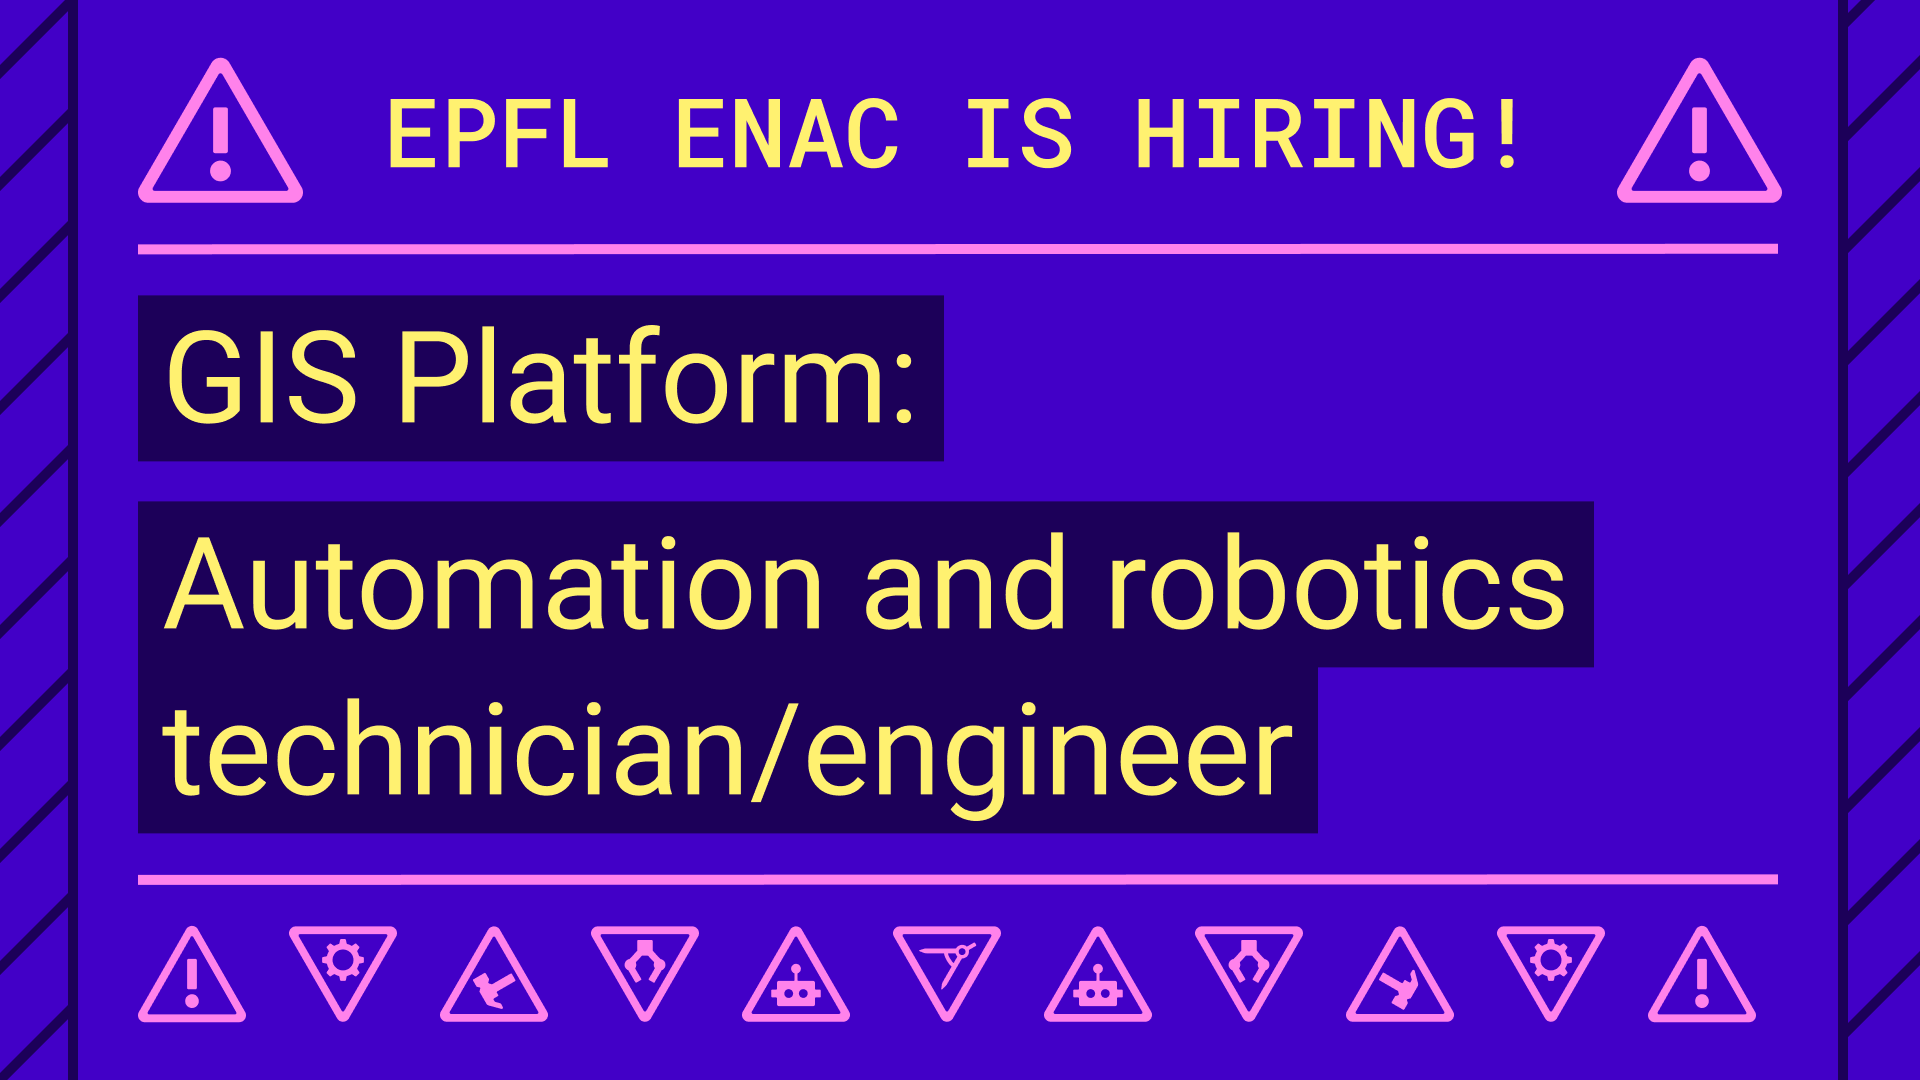 EPFL ENAC IS HIRING!
GIS Platform:
Automation and robotics
technician/engineer